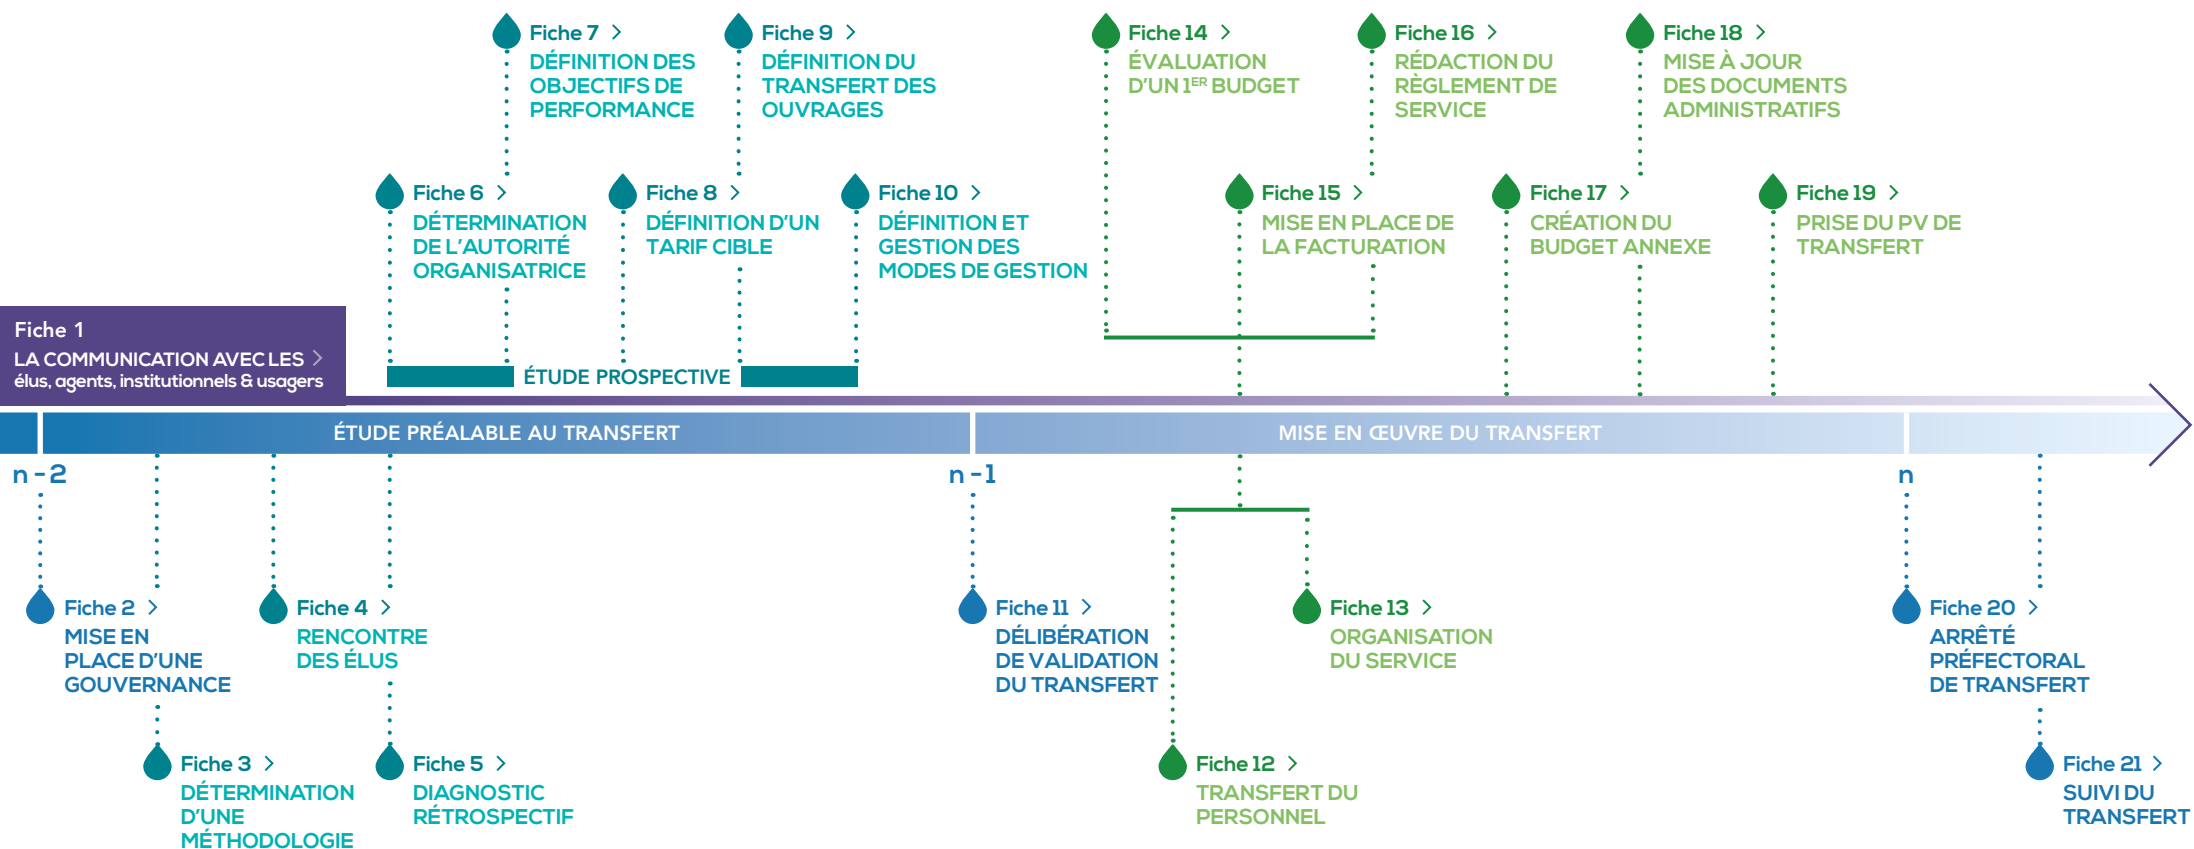 Fiche 1
LA COMMUNICATION AVEC LES >
élus, agents, institutionnels & usagers
Fiche 7 >
DÉFINITION DES
OBJECTIFS DE
PERFORMANCE
Fiche 9 >
DÉFINITION DU
TRANSFERT DES
OUVRAGES
Fiche 14 >
ÉVALUATION
D'UN 1ER BUDGET
Fiche 16 >
RÉDACTION DU
RÈGLEMENT DE
SERVICE
Fiche 18 >
MISE À JOUR
DES DOCUMENTS
ADMINISTRATIFS
Fiche 6 >
DÉTERMINATION
DE L'AUTORITÉ
ORGANISATRICE
Fiche 8 >
DÉFINITION D'UN
TARIF CIBLE
Fiche 10 >
DÉFINITION ET
GESTION DES
MODES DE GESTION
Fiche 15 >
MISE EN PLACE DE
LA FACTURATION
Fiche 17 >
CRÉATION DU
BUDGET ANNEXE
Fiche 19 >
PRISE DU PV DE
TRANSFERT
ÉTUDE PROSPECTIVE
ÉTUDE PRÉALABLE AU TRANSFERT
MISE EN ŒUVRE DU TRANSFERT
n - 2
n - 1
n
Fiche 2 >
MISE EN
PLACE D'UNE
GOUVERNANCE
Fiche 4 >
RENCONTRE
DES ÉLUS
Fiche 11 >
DÉLIBÉRATION
DE VALIDATION
DU TRANSFERT
Fiche 13 >
ORGANISATION
DU SERVICE
Fiche 20 >
ARRÊTÉ
PRÉFECTORAL
DE TRANSFERT
Fiche 3 >
DÉTERMINATION
D'UNE
MÉTHODOLOGIE
Fiche 5 >
DIAGNOSTIC
RÉTROSPECTIF
Fiche 12 >
TRANSFERT DU
PERSONNEL
Fiche 21 >
SUIVI DU
TRANSFERT